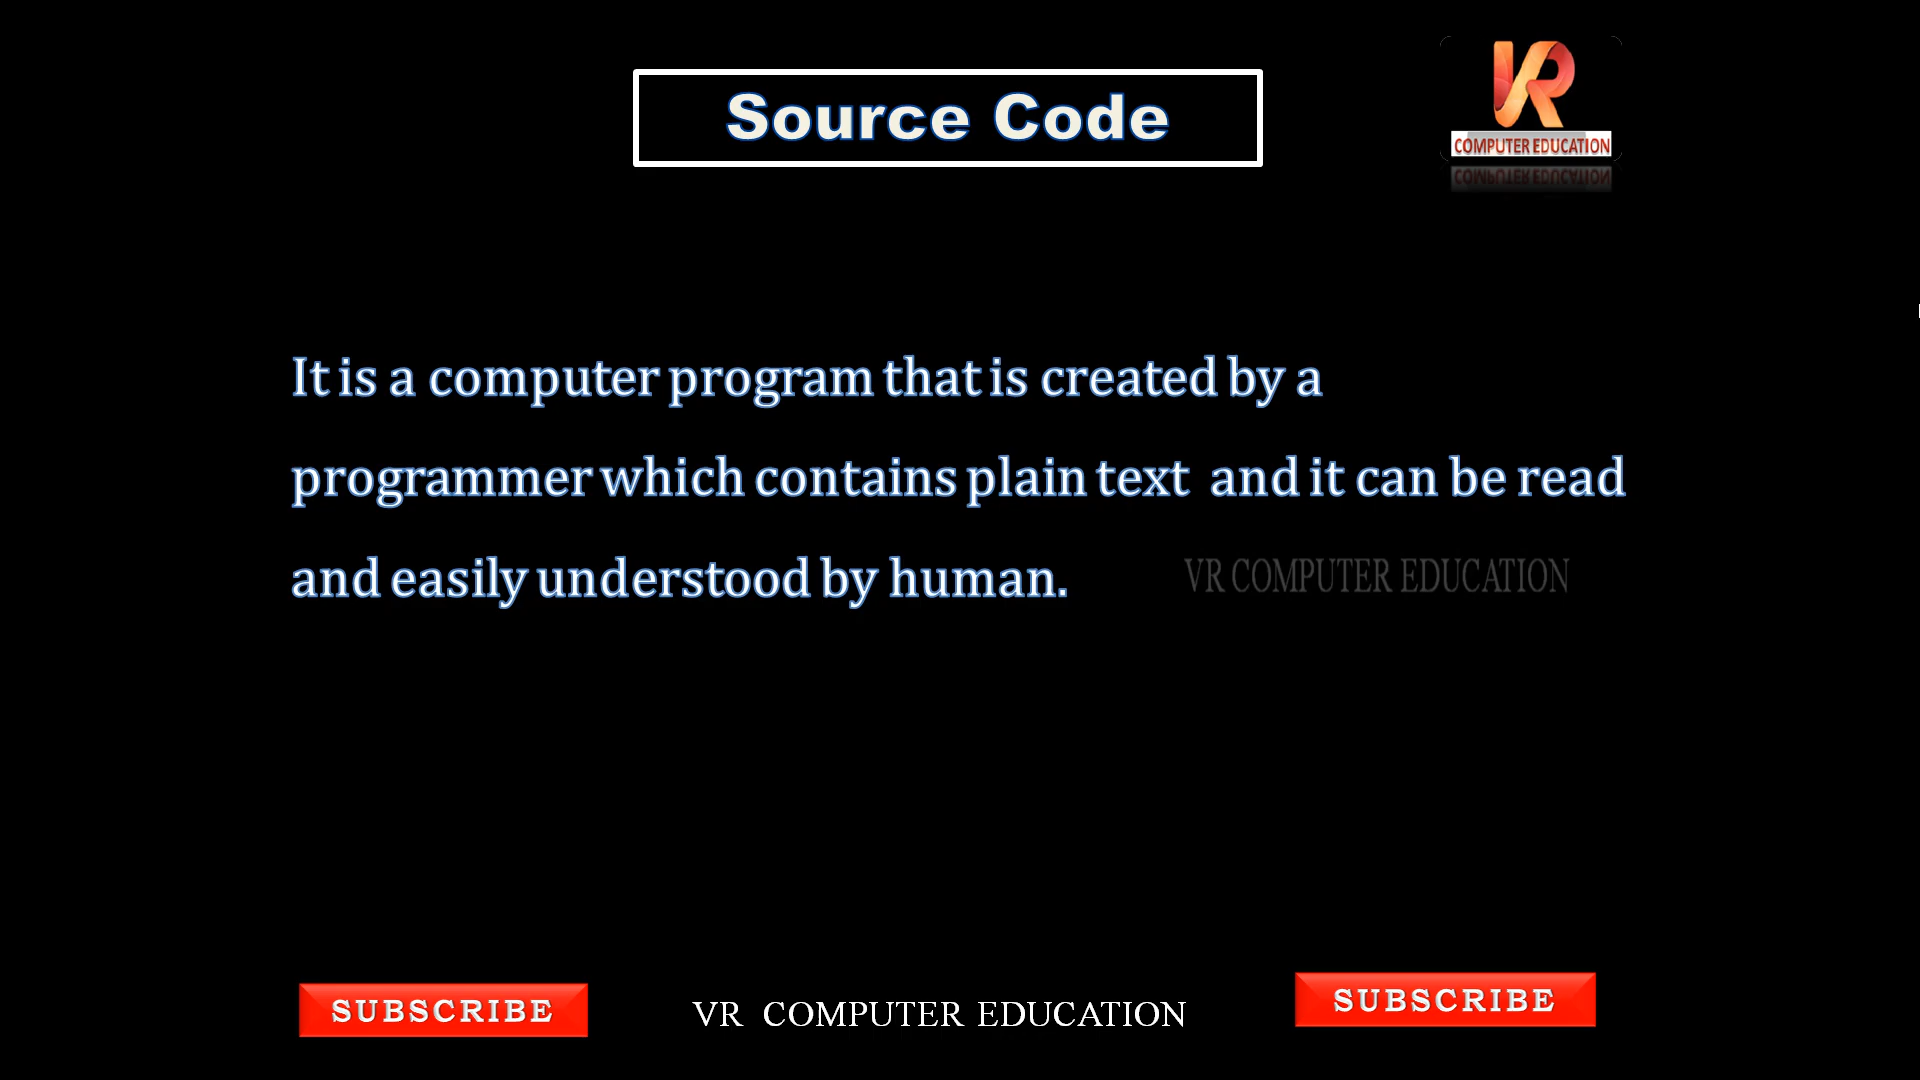 Source Code
VR
COMPUTER EDUCATION
It is a computer program that is created by a
programmer which contains plain text and it can be read
and easily understood by human.
VR COMPUTER EDUCATION
SUBSCRIBE
VR COMPUTER EDUCATION
SUBSCRIBE